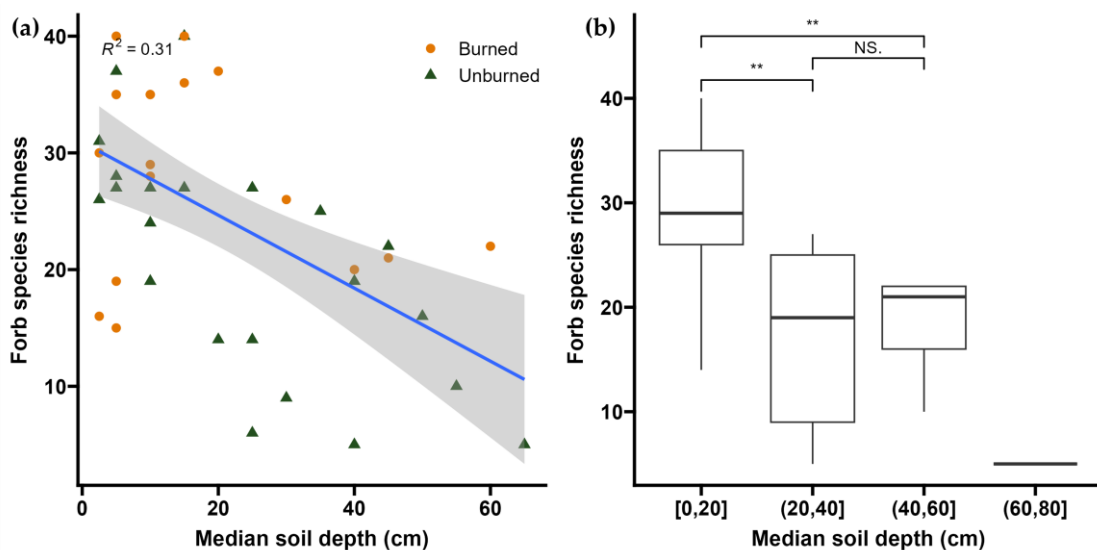 (a)
R² = 0.31
Burned
Unburned
Forb species richness
40
30
20
10
0
20
40
60
Median soil depth (cm)
(b)
**
NS.
**
Forb species richness
40
30
20
10
[0,20]
(20,40]
(40,60]
(60,80]
Median soil depth (cm)